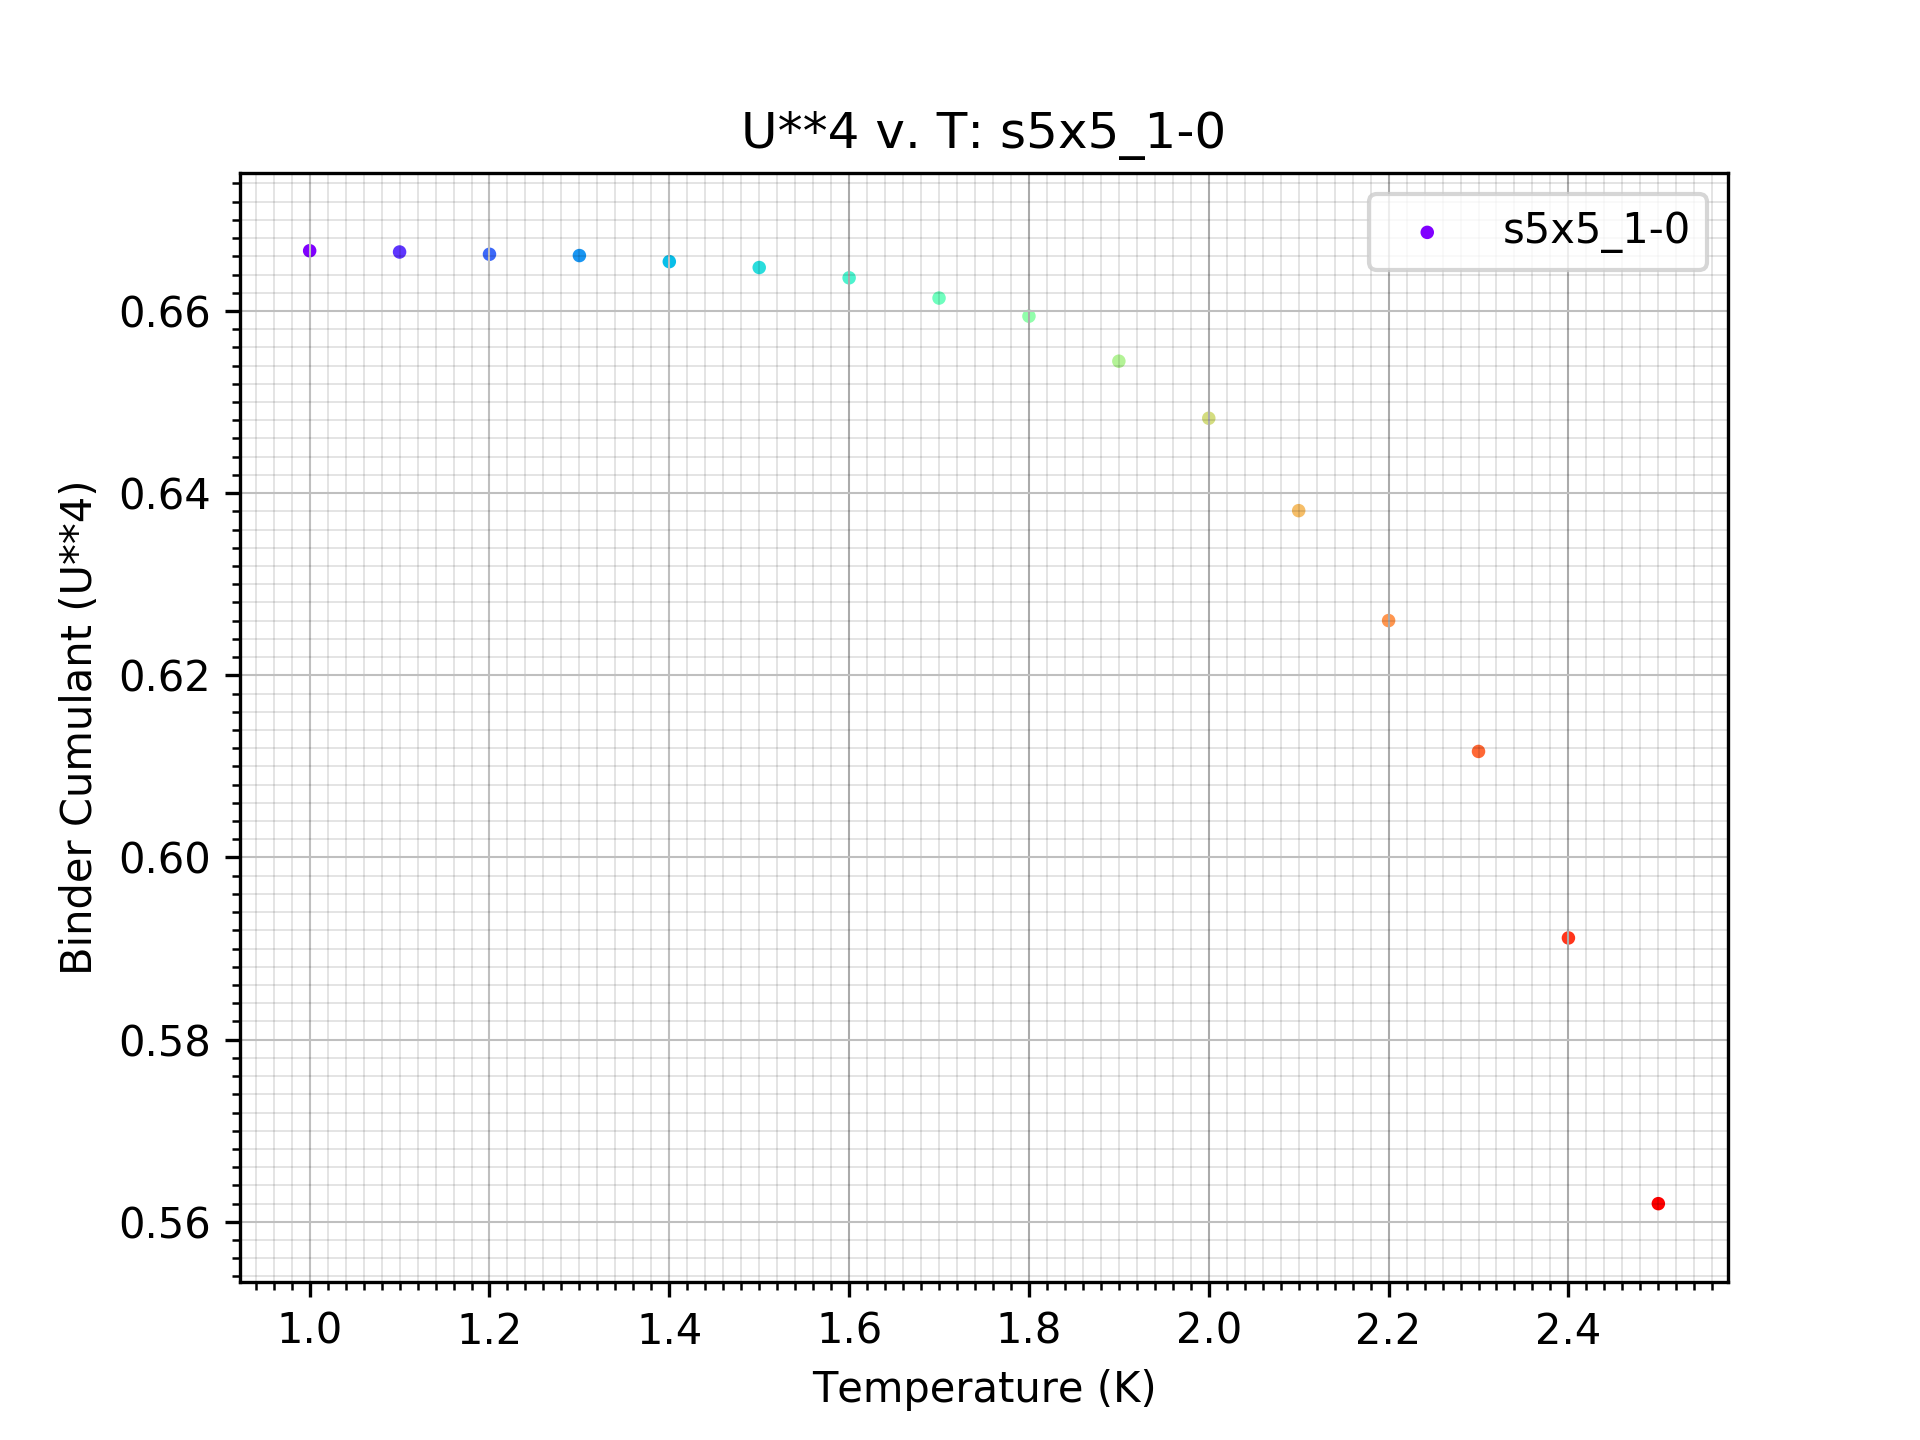 U**4 v. T: s5x5_1-0
s5x5_1-0
Binder Cumulant (U**4)
0.66
0.64
0.62
0.60
0.58
0.56
1.0 1.2 1.4 1.6 1.8 2.0 2.2 2.4
Temperature (K)